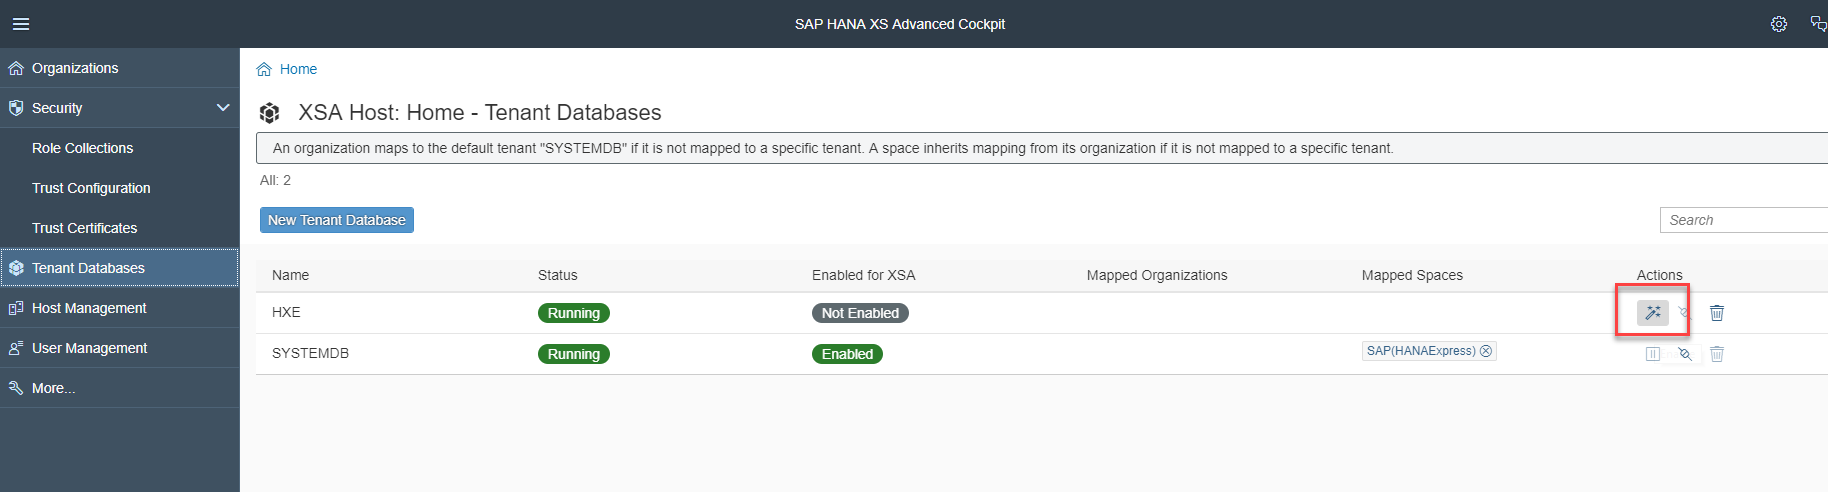 SAP HANA XS Advanced Cockpit
Organizations
Security
Role Collections
Trust Configuration
Trust Certificates
Tenant Databases
Host Management
User Management
More...
Home
XSA Host: Home - Tenant Databases
An organization maps to the default tenant "SYSTEMDB" if it is not mapped to a specific tenant. A space inherits mapping from its organization if it is not mapped to a specific tenant.
All: 2
New Tenant Database
Search
Name Status Enabled for XSA Mapped Organizations Mapped Spaces Actions
HXE Running Not Enabled
SYSTEMDB Running Enabled SAP(HANAExpress)